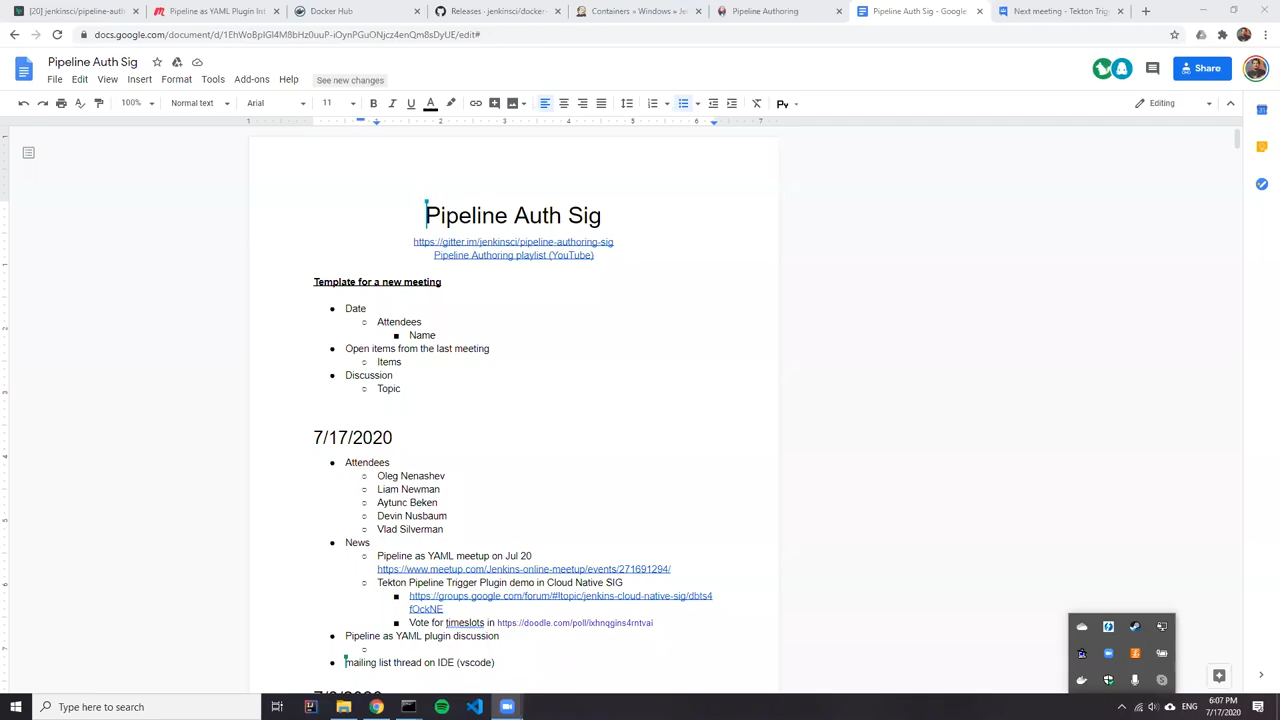 [20] jenkinsci/pipeline-auth
Pipeline as YAML Plugin Int
Docker Hub
Releases · jenkinsci/docker
Containers » Windows » Je
Pipeline Authoring
Pipeline Auth Sig - Google
Next meeting - Tekton Trig
docs.google.com/document/d/1EhWoBpIGl4M8bHz0uuP-iOynPGuONjcz4enQm8sDyUE/edit#
Pipeline Auth Sig
File Edit View Insert Format Tools Add-ons Help See new changes
Share
100% Normal text Arial 11 Editing
Pipeline Auth Sig
https://gitter.im/jenkinsci/pipeline-authoring-sig
Pipeline Authoring playlist (YouTube)
Template for a new meeting
Date
Attendees
Name
Open items from the last meeting
Items
Discussion
Topic
7/17/2020
Attendees
Oleg Nenashev
Liam Newman
Aytunc Beken
Devin Nusbaum
Vlad Silverman
News
Pipeline as YAML meetup on Jul 20
https://www.meetup.com/Jenkins-online-meetup/events/271691294/
Tekton Pipeline Trigger Plugin demo in Cloud Native SIG
https://groups.google.com/forum/#!topic/jenkins-cloud-native-sig/dbts4
fOckNE
Vote for timeslots in https://doodle.com/poll/ixhnqgins4rntvai
Pipeline as YAML plugin discussion
mailing list thread on IDE (vscode)
Type here to search
ENG
6:07 PM
7/17/2020